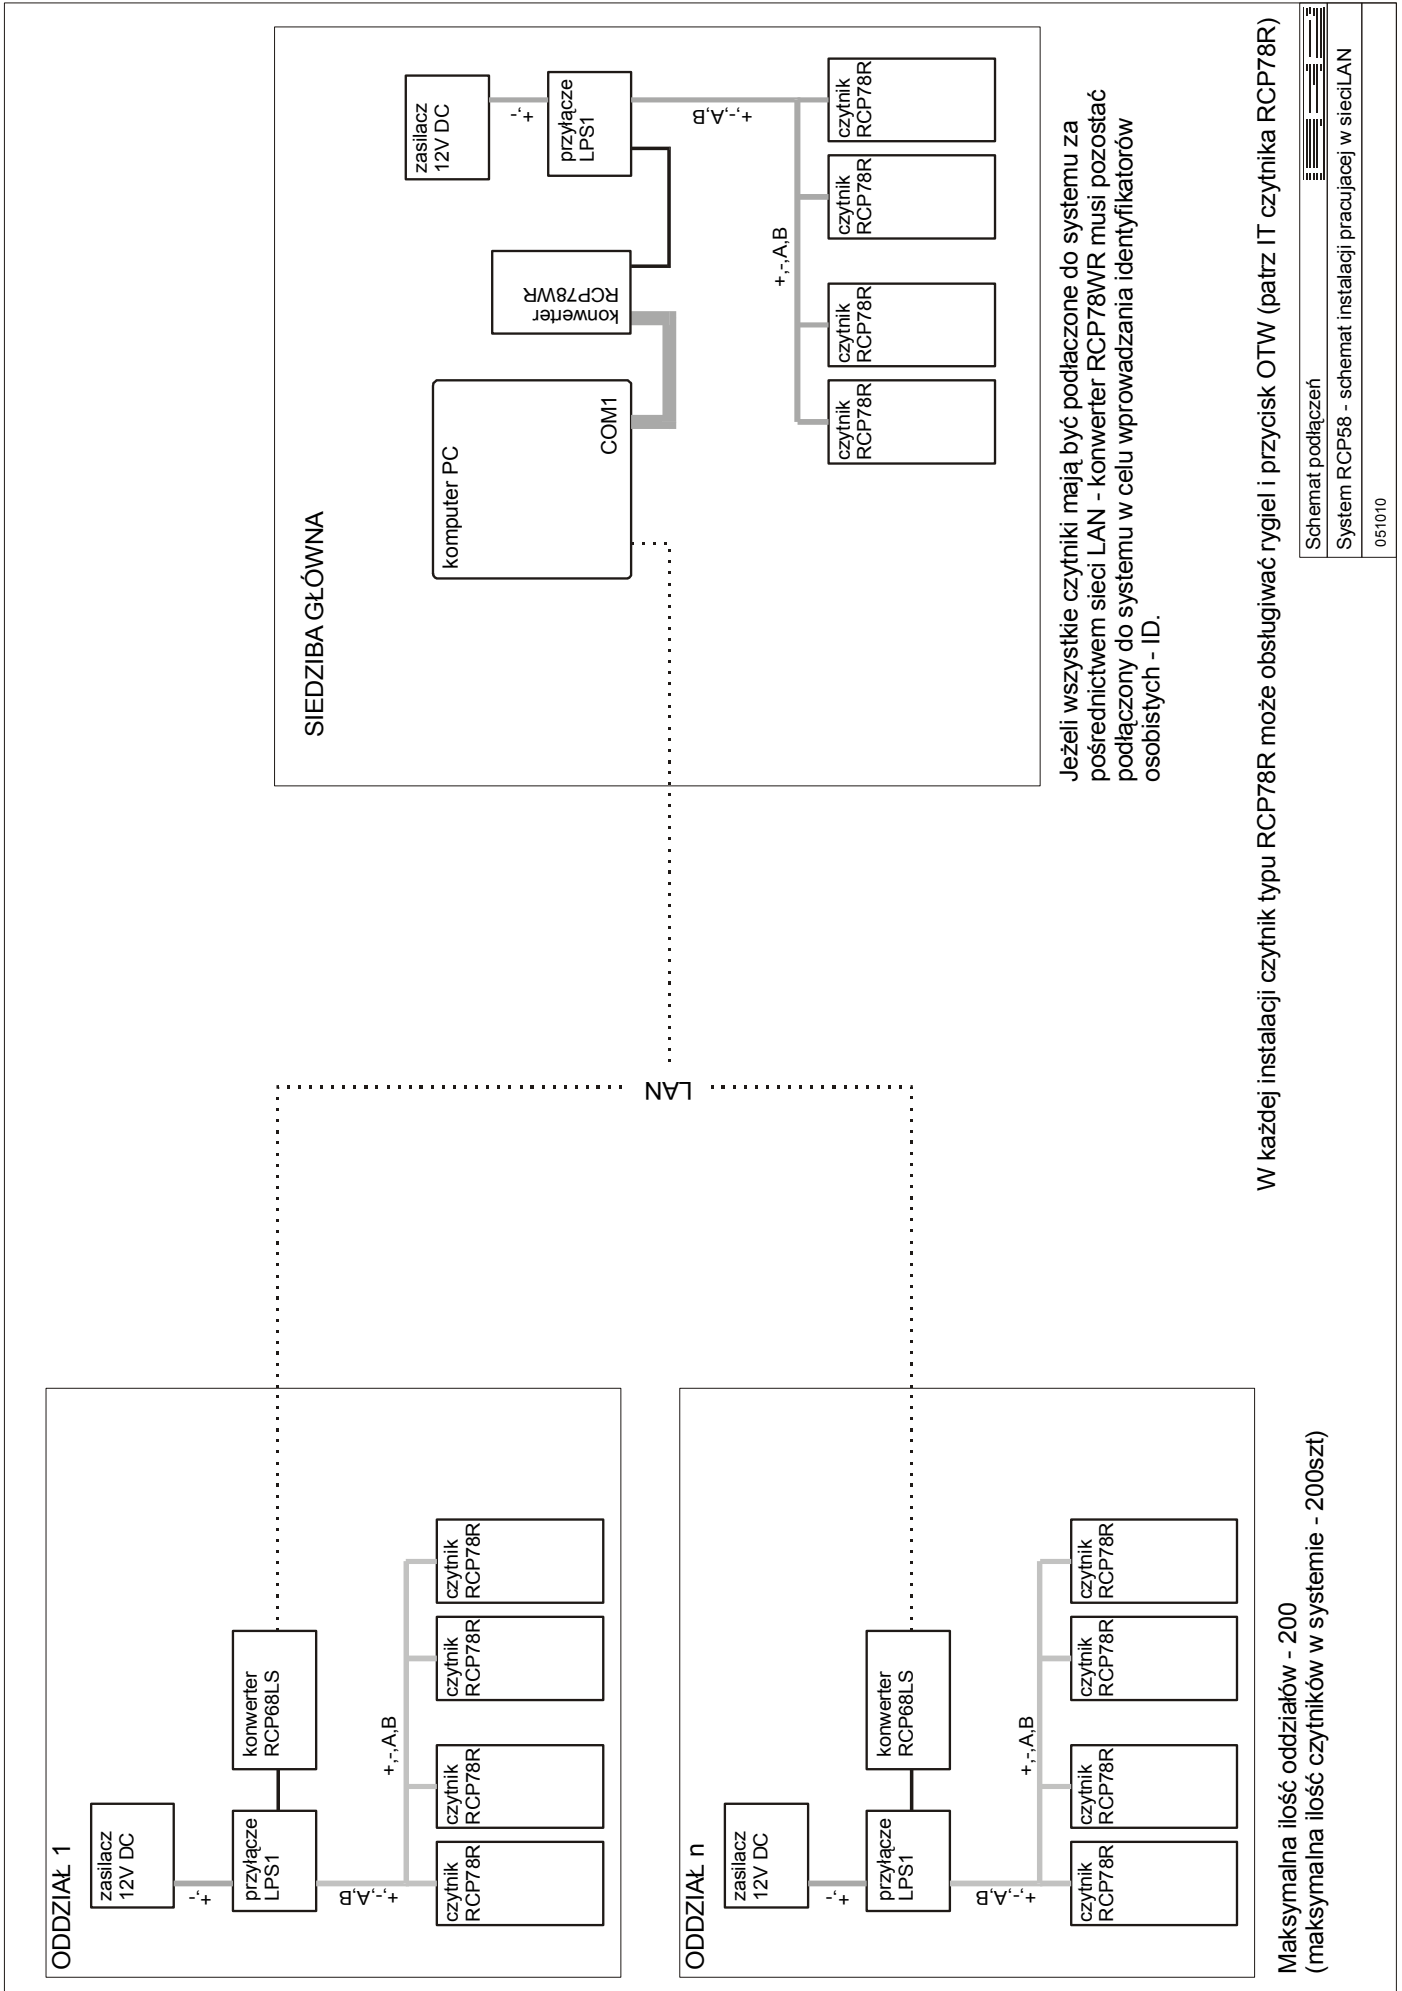 ODDZIAŁ 1
zasilacz
12V DC
+,-
przyłącze
LPS1
konwerter
RCP68LS
+,-,A,B
+,-,A,B
czytnik
RCP78R
czytnik
RCP78R
czytnik
RCP78R
czytnik
RCP78R
ODDZIAŁ n
zasilacz
12V DC
+,-
przyłącze
LPS1
konwerter
RCP68LS
+,-,A,B
+,-,A,B
czytnik
RCP78R
czytnik
RCP78R
czytnik
RCP78R
czytnik
RCP78R
Maksymalna ilość oddziałów - 200
(maksymalna ilość czytników w systemie - 200szt)
LAN
SIEDZIBA GŁÓWNA
komputer PC
COM1
konwerter
RCP78WR
zasilacz
12V DC
+,-
przyłącze
LPS1
+,-,A,B
+,-,A,B
czytnik
RCP78R
czytnik
RCP78R
czytnik
RCP78R
czytnik
RCP78R
Jeżeli wszystkie czytniki mają być podłaczone do systemu za
pośrednictwem sieci LAN - konwerter RCP78WR musi pozostać
podłączony do systemu w celu wprowadzania identyfikatorów
osobistych - ID.
W każdej instalacji czytnik typu RCP78R może obsługiwać rygiel i przycisk OTW (patrz IT czytnika RCP78R)
Schemat podłączeń
System RCP58 - schemat instalacji pracujacej w sieciLAN
051010